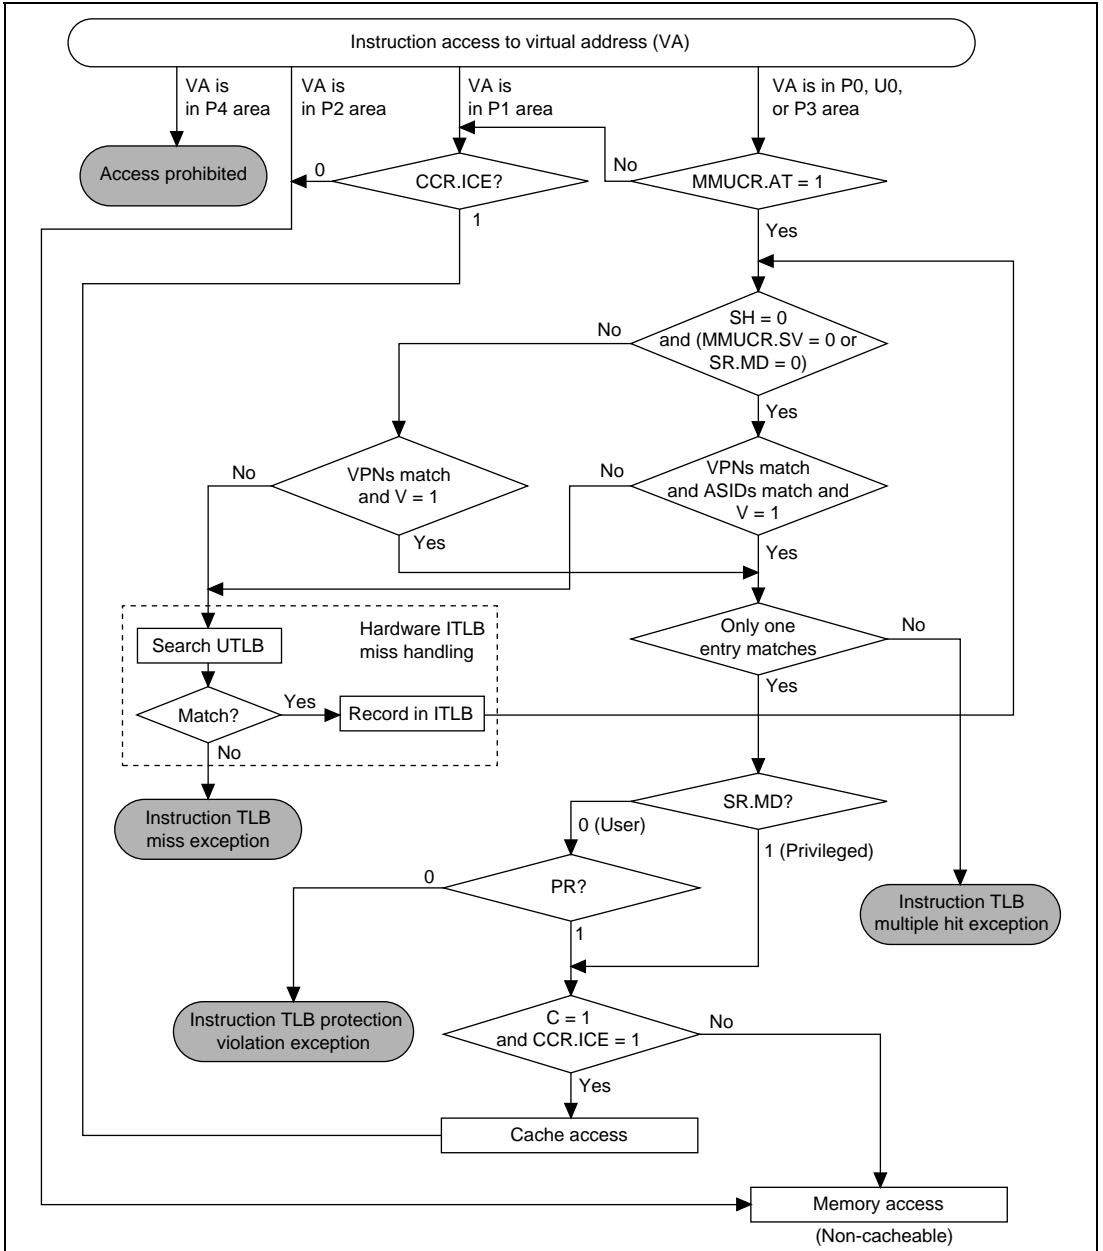 Instruction access to virtual address (VA)
VA is
in P4 area
VA is
in P2 area
VA is
in P1 area
VA is in P0, U0,
or P3 area
Access prohibited
0
CCR.ICE?
1
No
MMUCR.AT = 1
Yes
No
SH = 0
and (MMUCR.SV = 0 or
SR.MD = 0)
Yes
No
VPNs match
and V = 1
Yes
No
VPNs match
and ASIDs match and
V = 1
Yes
Search UTLB
Hardware ITLB
miss handling
Only one
entry matches
No
Yes
Match?
Yes
Record in ITLB
No
Instruction TLB
miss exception
SR.MD?
0 (User)
1 (Privileged)
0
PR?
1
Instruction TLB
multiple hit exception
Instruction TLB protection
violation exception
C = 1
and CCR.ICE = 1
No
Yes
Cache access
Memory access
(Non-cacheable)